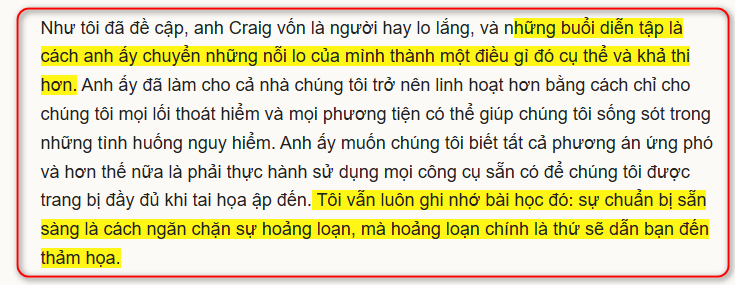 Như tôi đã đề cập, anh Craig vốn là người hay lo lắng, và những buổi diễn tập là
cách anh ấy chuyển những nỗi lo của mình thành một điều gì đó cụ thể và khả thi
hơn. Anh ấy đã làm cho cả nhà chúng tôi trở nên linh hoạt hơn bằng cách chỉ cho
chúng tôi mọi lối thoát hiểm và mọi phương tiện có thể giúp chúng tôi sống sót trong
những tình huống nguy hiểm. Anh ấy muốn chúng tôi biết tất cả phương án ứng phó
và hơn thế nữa là phải thực hành sử dụng mọi công cụ sẵn có để chúng tôi được
trang bị đầy đủ khi tai họa ập đến. Tôi vẫn luôn ghi nhớ bài học đó: sự chuẩn bị sẵn
sàng là cách ngăn chặn sự hoảng loạn, mà hoảng loạn chính là thứ sẽ dẫn bạn đến
thảm họa.